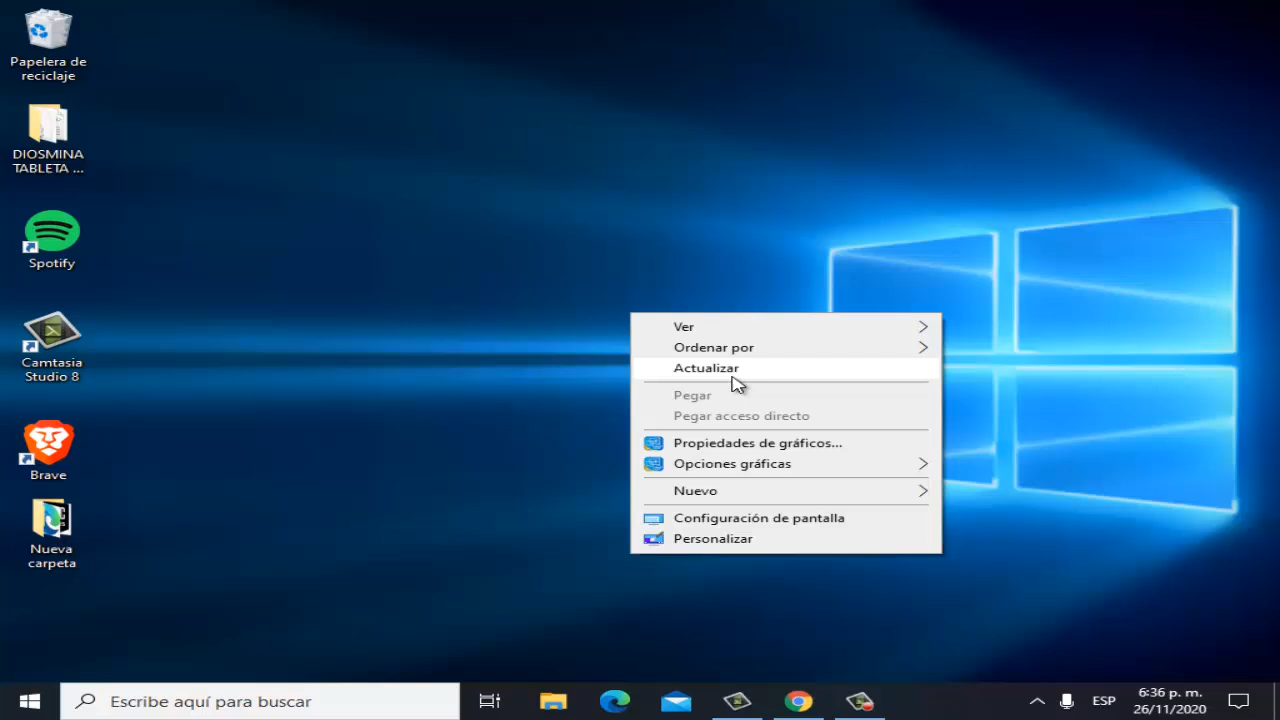 Papelera de
reciclaje
DIOSMINA
TABLETA ...
Spotify
Camtasia
Studio 8
Brave
Nueva
carpeta
Ver
Ordenar por
Actualizar
Pegar
Pegar acceso directo
Propiedades de gráficos...
Opciones gráficas
Nuevo
Configuración de pantalla
Personalizar
Escribe aquí para buscar
ESP
6:36 p. m.
26/11/2020